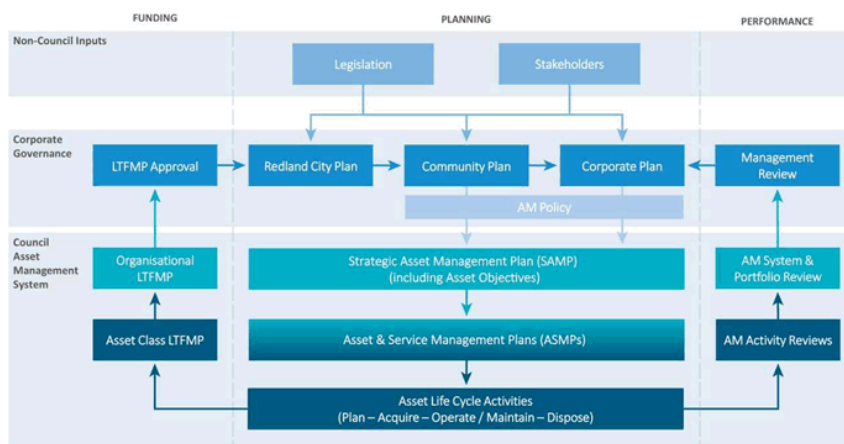 FUNDING
PLANNING
PERFORMANCE
Non-Council Inputs
Legislation
Stakeholders
Corporate
Governance
LTFMP Approval
Redland City Plan
Community Plan
Corporate Plan
Management
Review
AM Policy
Council
Asset
Management
System
Organisational
LTFMP
Strategic Asset Management Plan (SAMP)
(including Asset Objectives)
AM System &
Portfolio Review
Asset Class LTFMP
Asset & Service Management Plans (ASMPs)
AM Activity Reviews
Asset Life Cycle Activities
(Plan – Acquire – Operate / Maintain – Dispose)